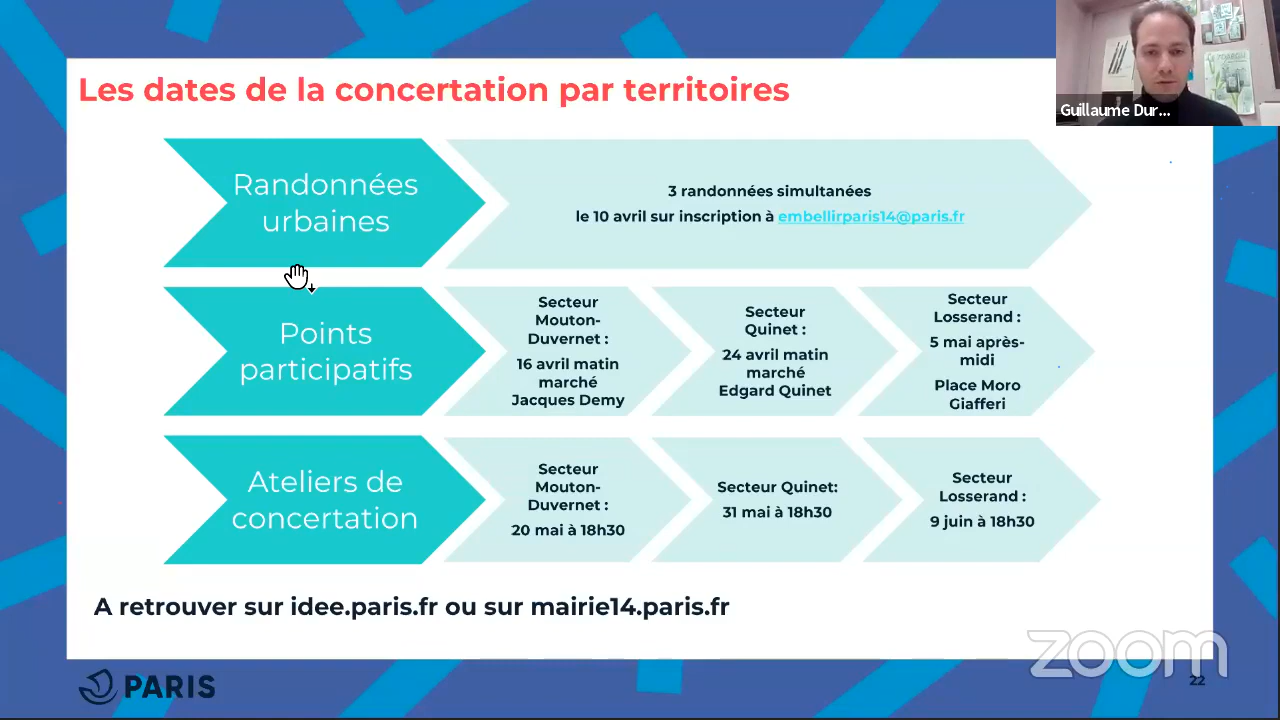 Les dates de la concertation par territoires
Guillaume Dur...
Randonnées
urbaines
3 randonnées simultanées
le 10 avril sur inscription à embellirparis14@paris.fr
Points
participatifs
Secteur
Mouton-
Duvernet :
16 avril matin
marché
Jacques Demy
Secteur
Quinet :
24 avril matin
marché
Edgard Quinet
Secteur
Losserand :
5 mai après-
midi
Place Moro
Giafferi
Ateliers de
concertation
Secteur
Mouton-
Duvernet :
20 mai à 18h30
Secteur Quinet:
31 mai à 18h30
Secteur
Losserand :
9 juin à 18h30
A retrouver sur idee.paris.fr ou sur mairie14.paris.fr
zoom
PARIS
22